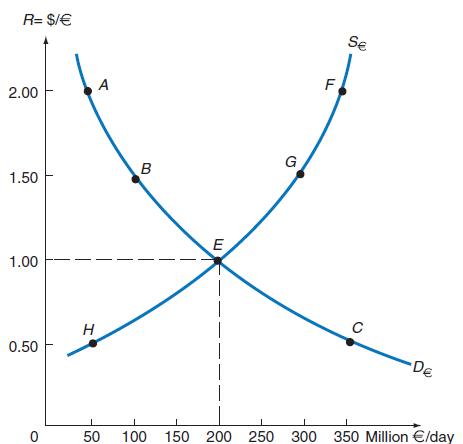 R= $/€
S€
2.00
A
F
1.50
B
G
1.00
E
0.50
H
C
D€
0
50
100
150
200
250
300
350
Million €/day